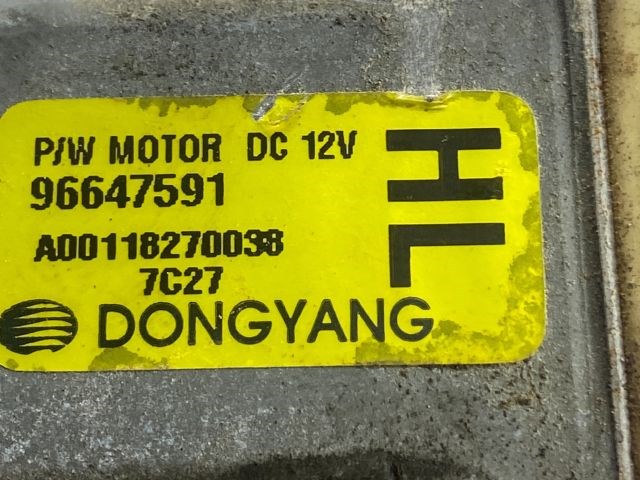 P/W MOTOR DC 12V
96647591
A00118270038
7C27
DONGYANG
HL